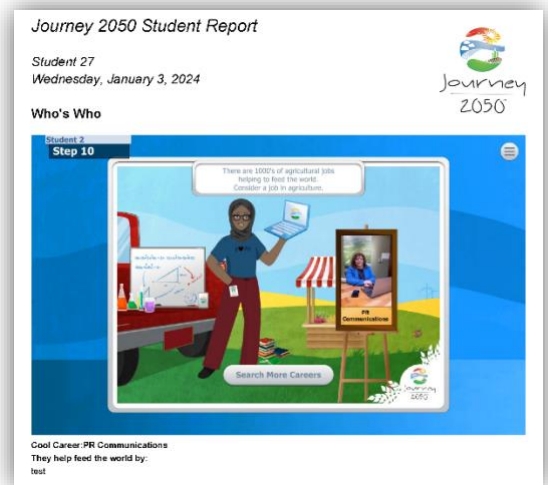 Journey 2050 Student Report
Student 27
Wednesday, January 3, 2024
Journey
2050
Who's Who
Student 2
Step 10
There are 1000's of agricultural jobs
helping to feed the world.
Consider a job in agriculture.
PR
Communications
Search More Careers
Journey
2050
Cool Career:PR Communications
They help feed the world by:
test